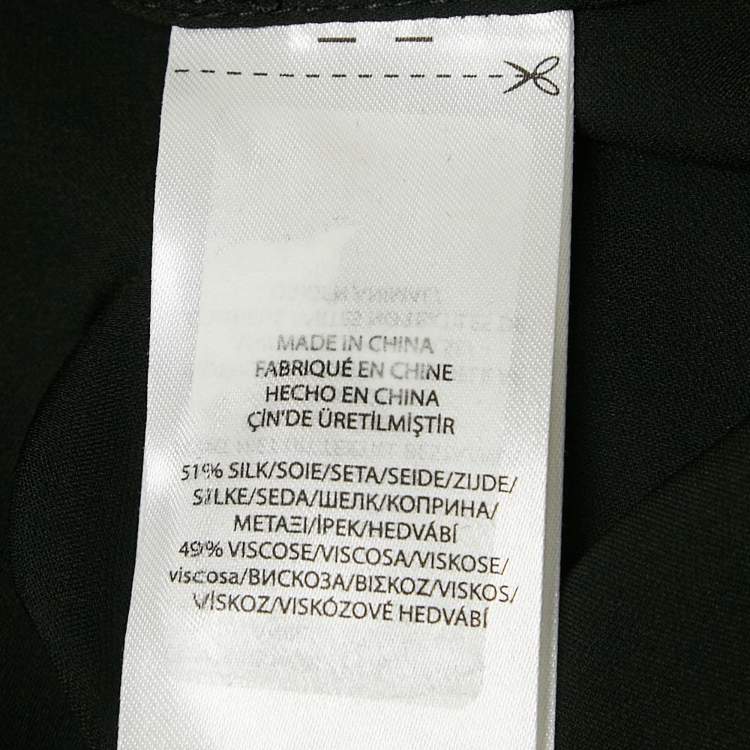 MADE IN CHINA
FABRIQUÉ EN CHINE
HECHO EN CHINA
ÇİN'DE ÜRETİLMİŞTİR
51% SILK/SOIE/SETA/SEIDE/ZIJDE/
SILKE/SEDA/ШЕЛК/КОПРИНА/
ΜΕΤΑΞΙ/İPEK/HEDVÁBÍ
49% VISCOSE/VISCOSA/VISKOSE/
viscosa/ВИСКОЗА/ΒΙΣΚΟΖ/VISKOS/
VİSKOZ/VISKÓZOVÉ HEDVÁBÍ